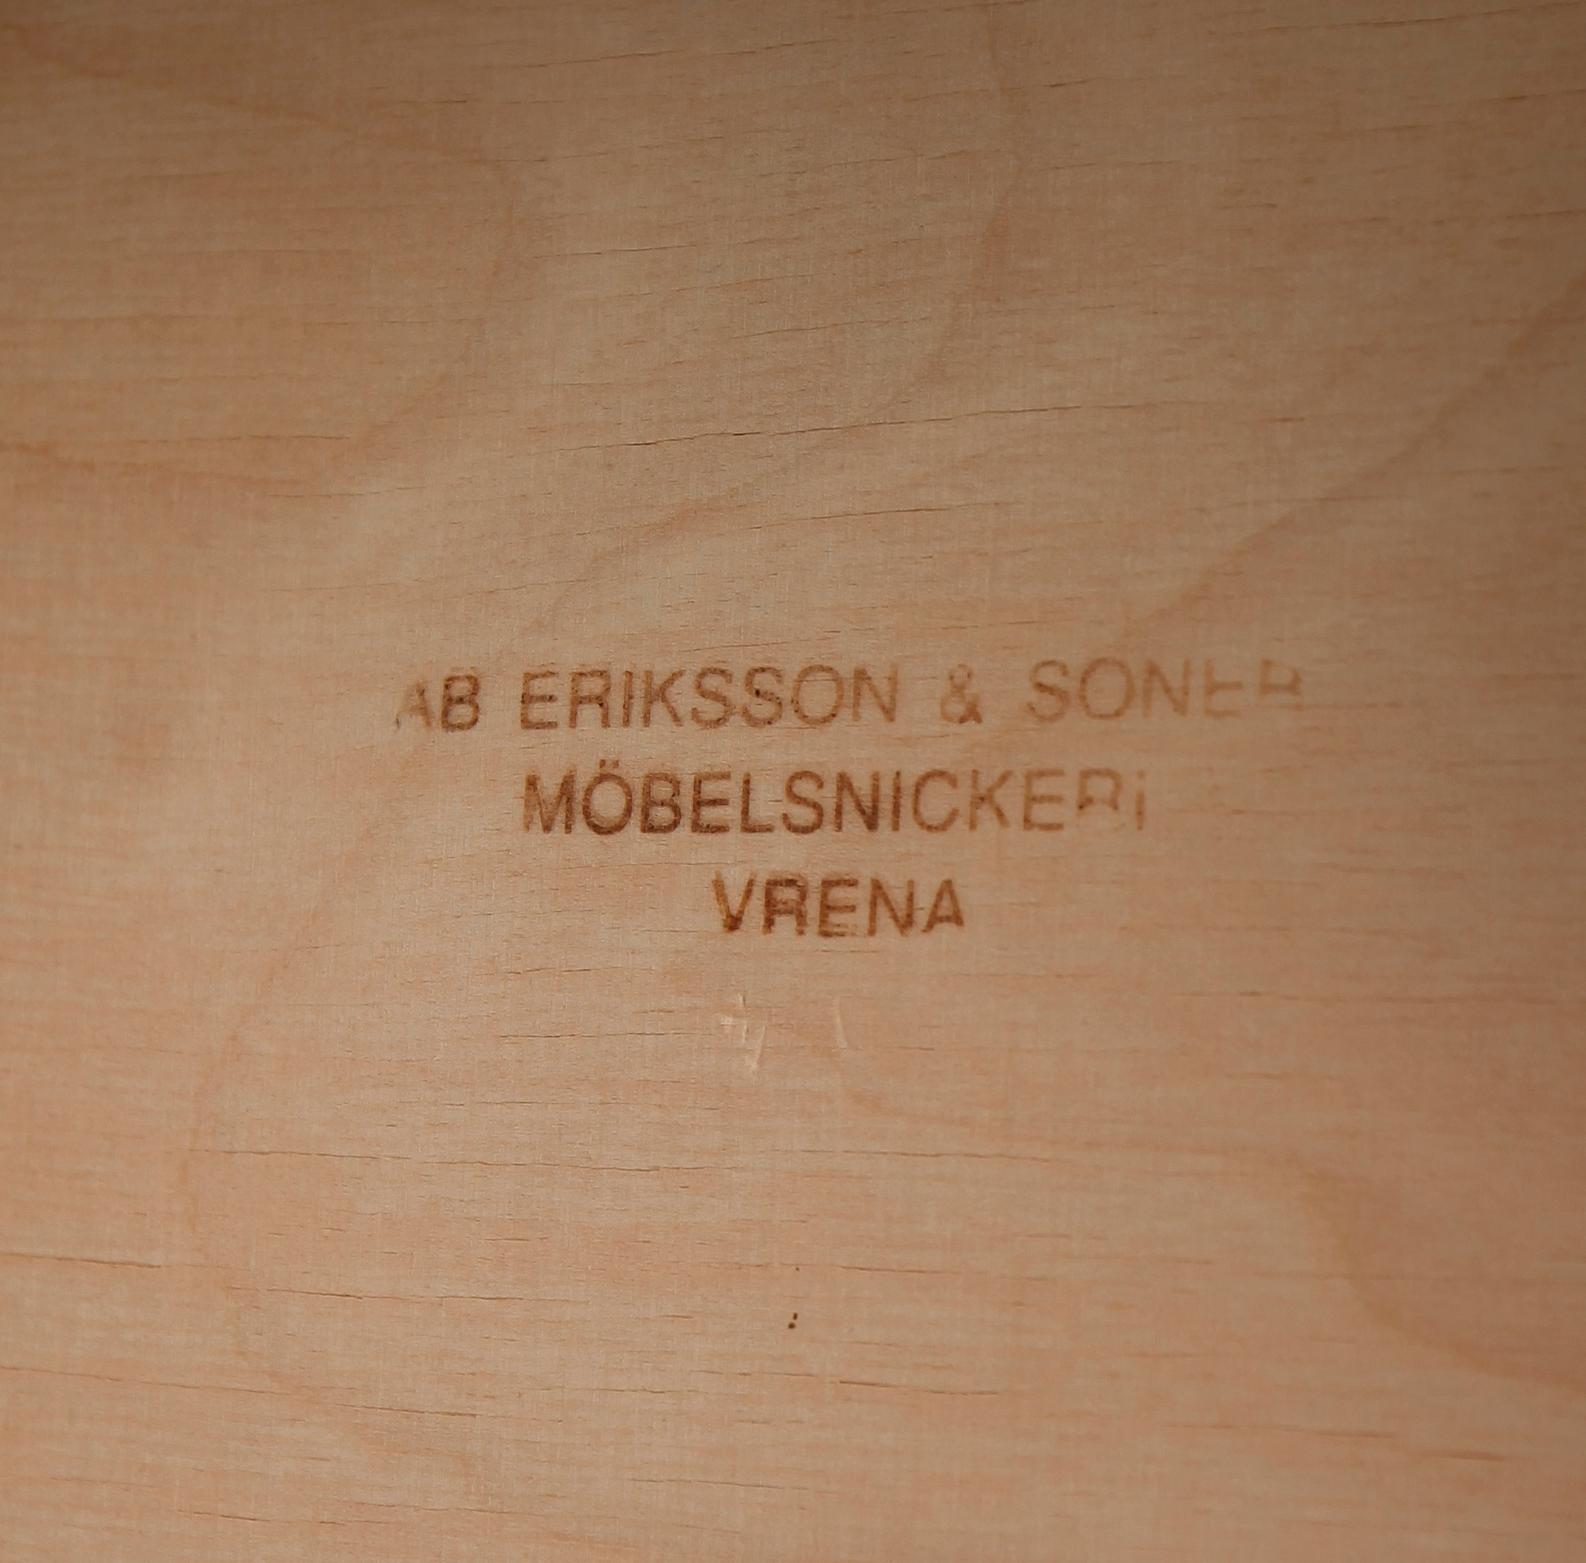 AB ERIKSSON & SONER
MÖBELSNICKERI
VRENA